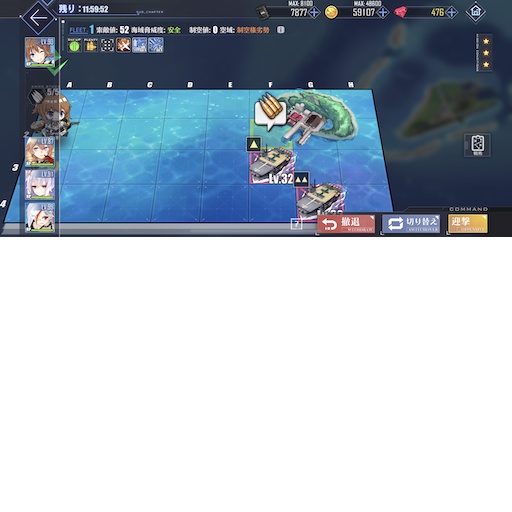 残り：11:59:52
MAX: 8100
7877
MAX: 48600
59107
476
FLEET 1 索敵値: 52 海域脅威度: 安全 制空値: 0 空域: 制空権劣勢
A B C D E F G H
5/5
3
4
Lv.32
撤退
切り替え
迎撃
COMMAND